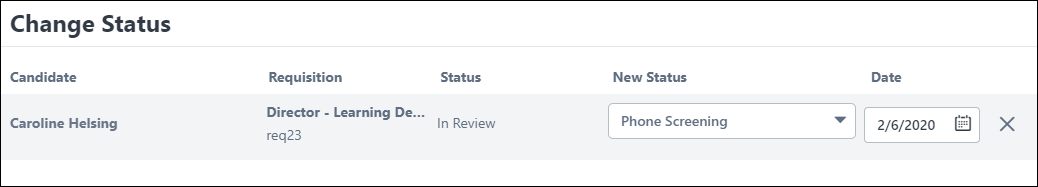 Change Status
Candidate Requisition Status New Status Date
Caroline Helsing Director - Learning De... In Review Phone Screening 2/6/2020
req23